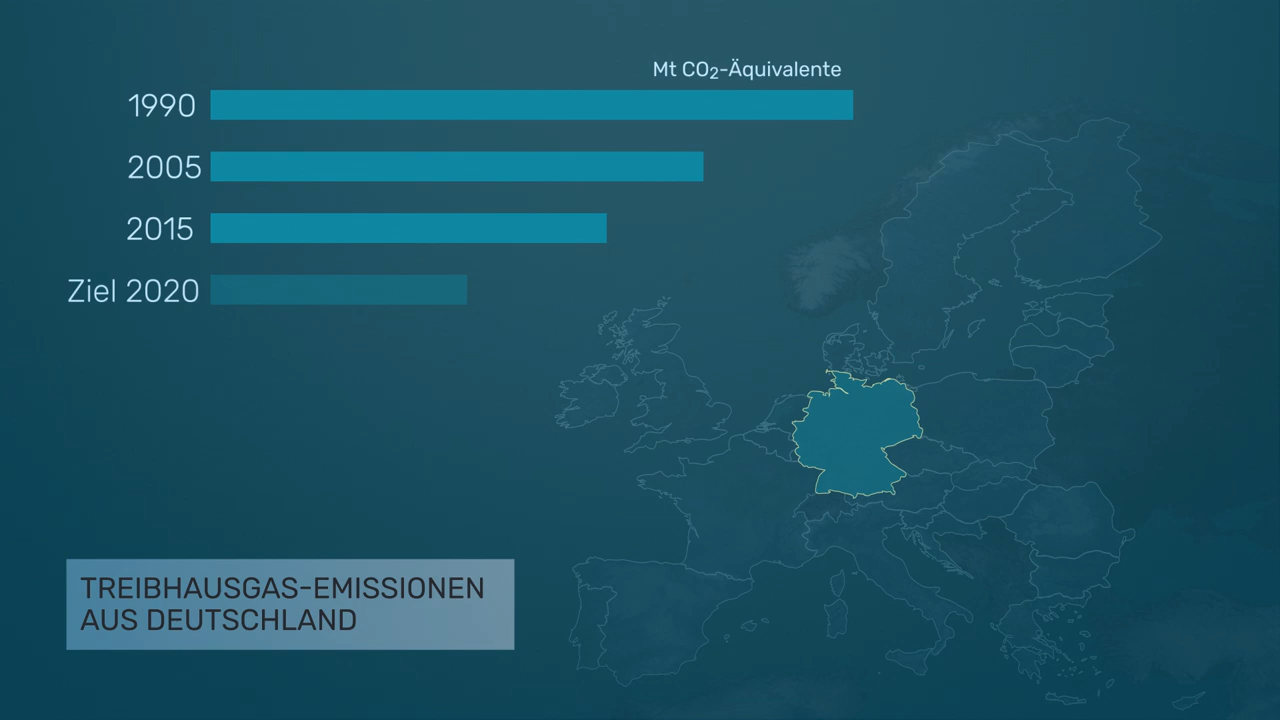 Mt CO₂-Äquivalente
1990
2005
2015
Ziel 2020
TREIBHAUSGAS-EMISSIONEN
AUS DEUTSCHLAND